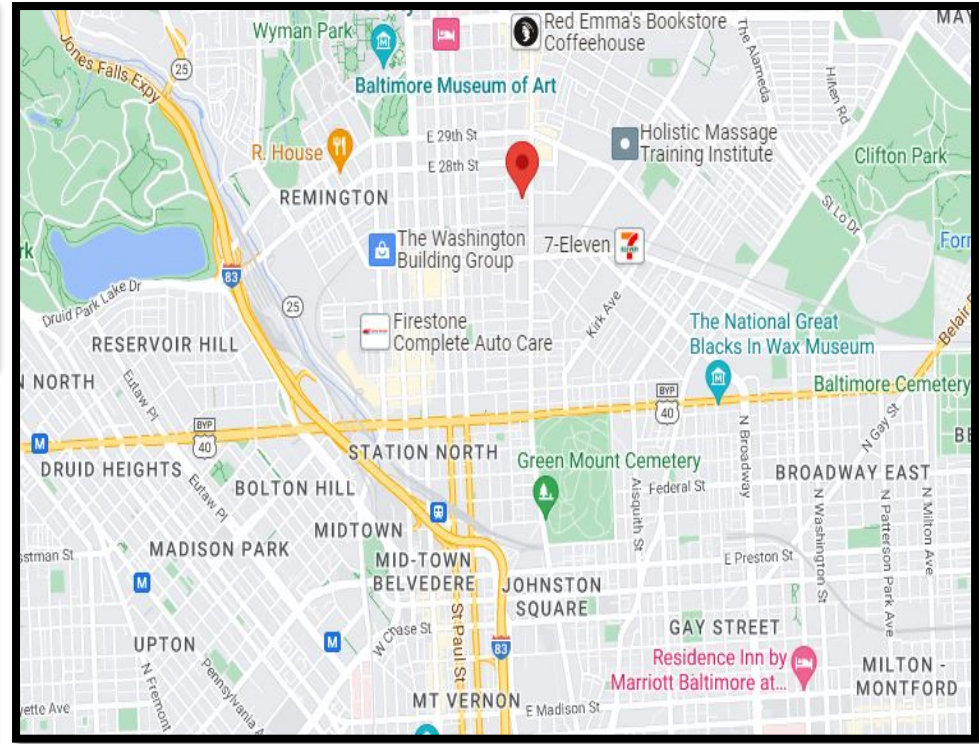 Wyman Park
Red Emma's Bookstore
Coffeehouse
MA
The Alameda
Hillen Rd
Jones Falls Expy
25
Baltimore Museum of Art
E 29th St
R. House
E 28th St
Holistic Massage
Training Institute
Clifton Park
REMINGTON
St Lo Dr
The Washington
Building Group
7-Eleven
ELEVEN
rk
83
Druid Park Lake Dr
25
Kirk Ave
Firestone
Complete Auto Care
The National Great
Blacks In Wax Museum
Belair
RESERVOIR HILL
N NORTH
Eutaw Pl
BYP
40
Baltimore Cemetery
M
BYP
40
STATION NORTH
N Broadway
N Gay St
BE
DRUID HEIGHTS
Green Mount Cemetery
BROADWAY EAST
Eutaw Pl
BOLTON HILL
Aisquith St
Federal St
N Washington St
N Patterson Park Ave
N Milton Ave
MIDTOWN
MADISON PARK
MID-TOWN
BELVEDERE
E Preston St
M
JOHNSTON
SQUARE
St Paul St
W Chase St
GAY STREET
UPTON
M
83
Residence Inn by
Marriott Baltimore at...
MILTON -
MONTFORD
N Fremont
Pennsylvania A
MT VERNON
E Madison St